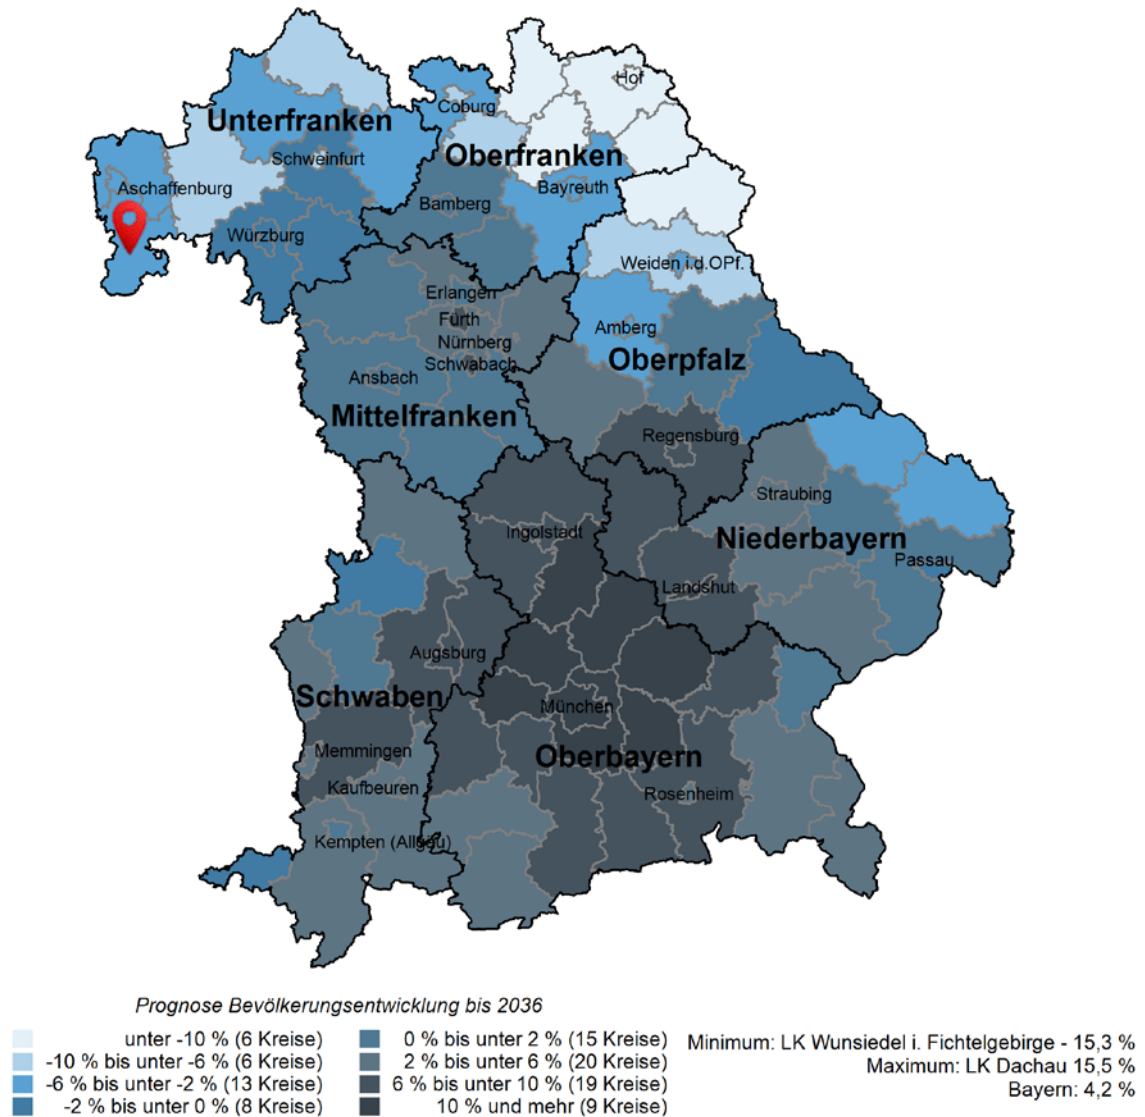 Hof
Coburg
Unterfranken
Oberfranken
Schweinfurt
Aschaffenburg
Bayreuth
Bamberg
Würzburg
Weiden i.d.OPf.
Erlangen
Fürth
Amberg
Nürnberg
Oberpfalz
Schwabach
Ansbach
Mittelfranken
Regensburg
Straubing
Ingolstadt
Niederbayern
Passau
Landshut
Augsburg
Schwaben
München
Memmingen
Oberbayern
Kaufbeuren
Rosenheim
Kempten (Allgäu)
Prognose Bevölkerungsentwicklung bis 2036
unter -10 % (6 Kreise)
-10 % bis unter -6 % (6 Kreise)
-6 % bis unter -2 % (13 Kreise)
-2 % bis unter 0 % (8 Kreise)
0 % bis unter 2 % (15 Kreise)
2 % bis unter 6 % (20 Kreise)
6 % bis unter 10 % (19 Kreise)
10 % und mehr (9 Kreise)
Minimum: LK Wunsiedel i. Fichtelgebirge - 15,3 %
Maximum: LK Dachau 15,5 %
Bayern: 4,2 %